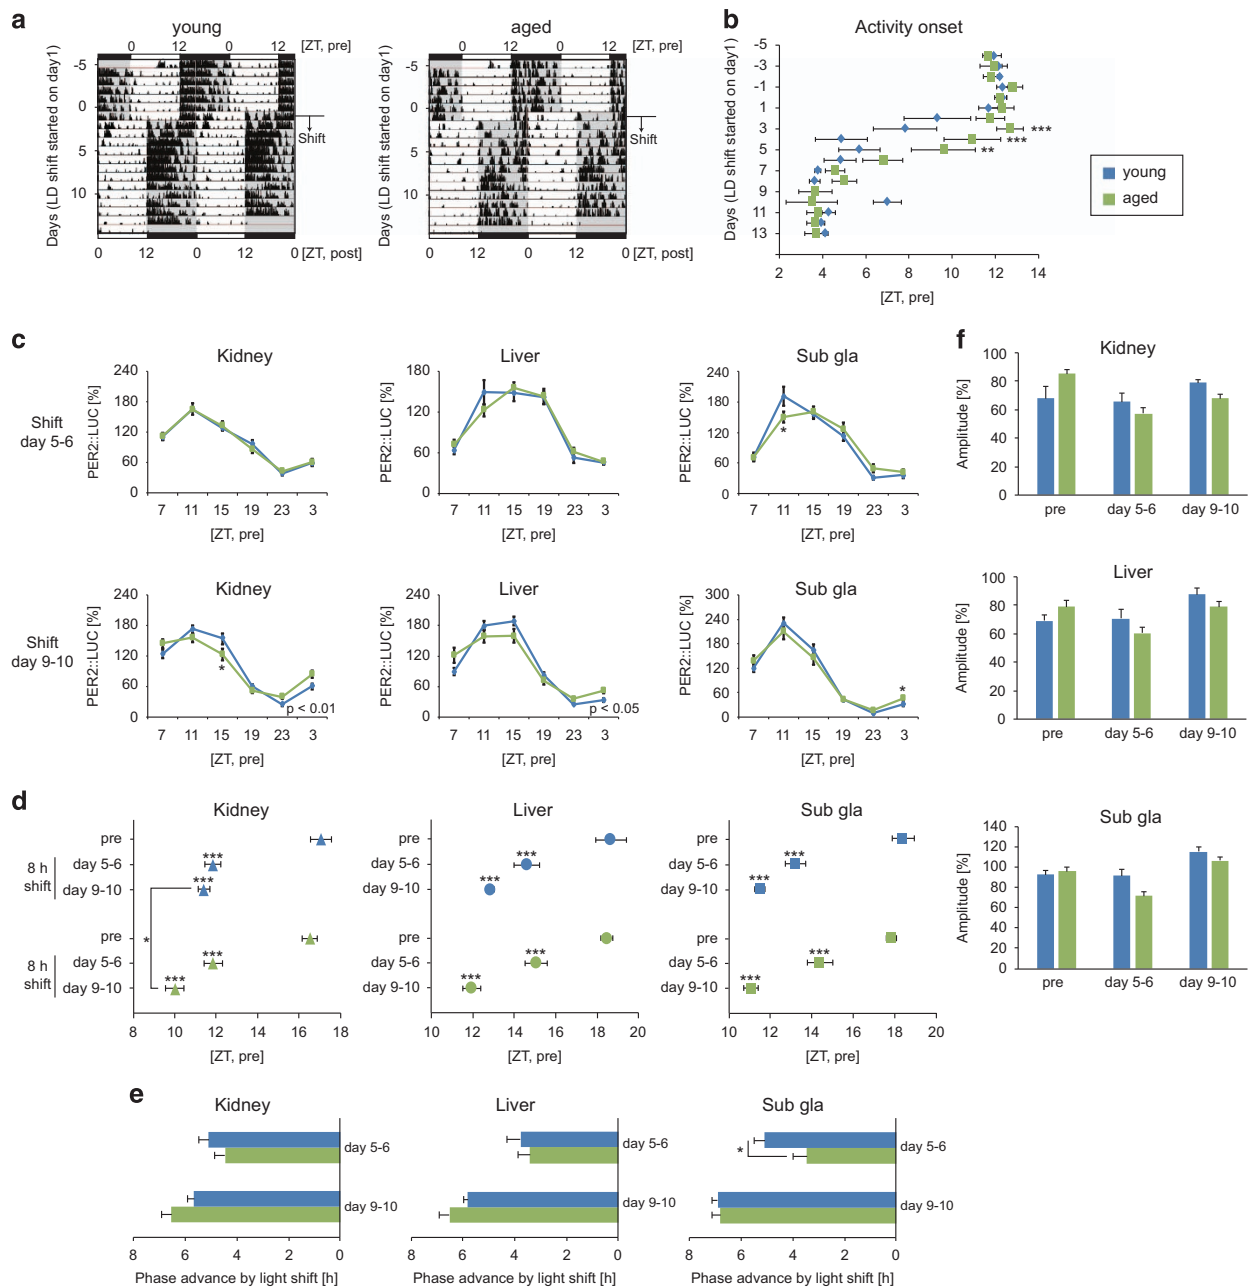 a
young
aged
0 12 0 12 [ZT, pre]
0 12 0 12 [ZT, pre]
Days (LD shift started on day1)
-5
0
5
10
Shift
0 12 0 12 0 [ZT, post]
Days (LD shift started on day1)
-5
0
5
10
Shift
0 12 0 12 0 [ZT, post]
b
Activity onset
Days (LD shift started on day1)
-5
-3
-1
1
3
5
7
9
11
13
***
***
**
2 4 6 8 10 12 14
[ZT, pre]
young
aged
c
Shift
day 5-6
Kidney
PER2::LUC [%]
240
180
120
60
0
7 11 15 19 23 3
[ZT, pre]
Liver
PER2::LUC [%]
180
120
60
0
7 11 15 19 23 3
[ZT, pre]
Sub gla
PER2::LUC [%]
240
180
120
60
0
*
7 11 15 19 23 3
[ZT, pre]
Shift
day 9-10
Kidney
PER2::LUC [%]
240
180
120
60
0
*
p < 0.01
7 11 15 19 23 3
[ZT, pre]
Liver
PER2::LUC [%]
240
180
120
60
0
p < 0.05
7 11 15 19 23 3
[ZT, pre]
Sub gla
PER2::LUC [%]
300
240
180
120
60
0
*
7 11 15 19 23 3
[ZT, pre]
d
Kidney
pre
8 h
shift
day 5-6
***
day 9-10
***
*
pre
8 h
shift
day 5-6
***
day 9-10
***
8 10 12 14 16 18
[ZT, pre]
Liver
pre
day 5-6
***
day 9-10
***
pre
day 5-6
***
day 9-10
***
10 12 14 16 18 20
[ZT, pre]
Sub gla
pre
day 5-6
***
day 9-10
***
pre
day 5-6
***
day 9-10
***
10 12 14 16 18 20
[ZT, pre]
e
Kidney
day 5-6
day 9-10
8 6 4 2 0
Phase advance by light shift [h]
Liver
day 5-6
day 9-10
8 6 4 2 0
Phase advance by light shift [h]
Sub gla
*
day 5-6
day 9-10
8 6 4 2 0
Phase advance by light shift [h]
f
Kidney
Amplitude [%]
100
80
60
40
20
0
pre day 5-6 day 9-10
Liver
Amplitude [%]
100
80
60
40
20
0
pre day 5-6 day 9-10
Sub gla
Amplitude [%]
140
120
100
80
60
40
20
0
pre day 5-6 day 9-10